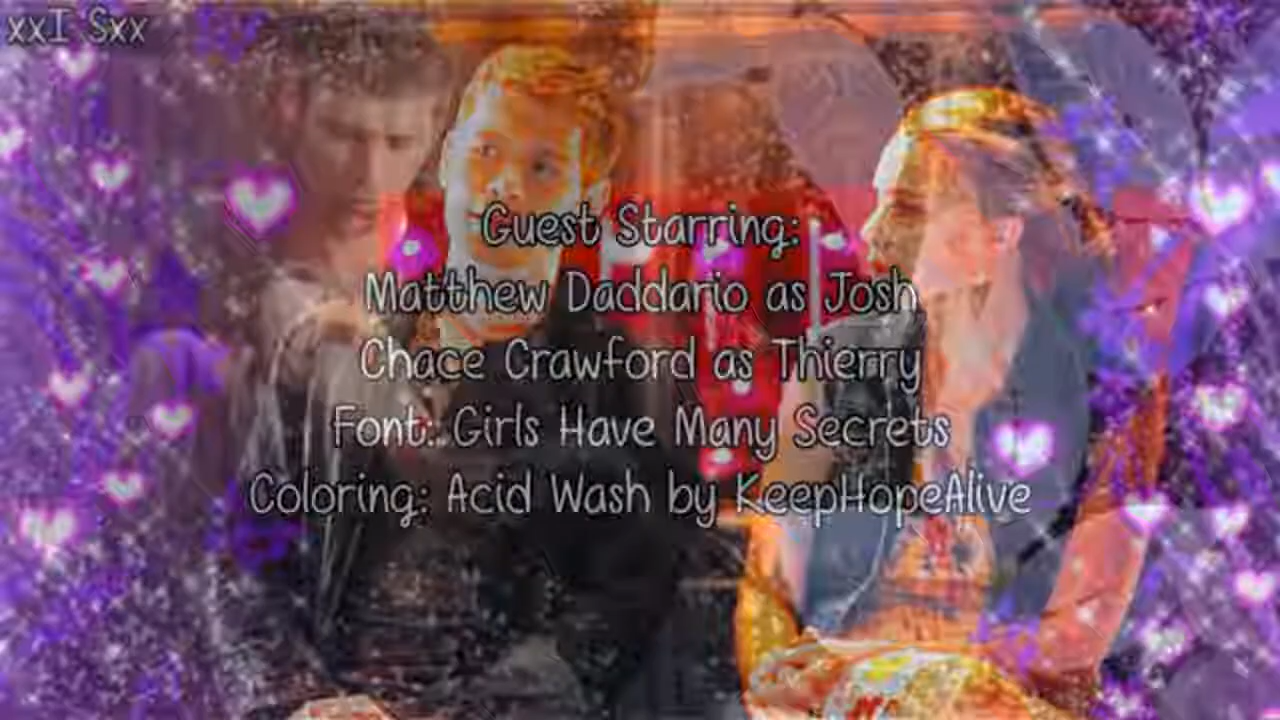 xxI Sxx
Guest Starring:
Matthew Daddario as Josh
Chace Crawford as Thierry
Font: Girls Have Many Secrets
Coloring: Acid Wash by KeepHopeAlive